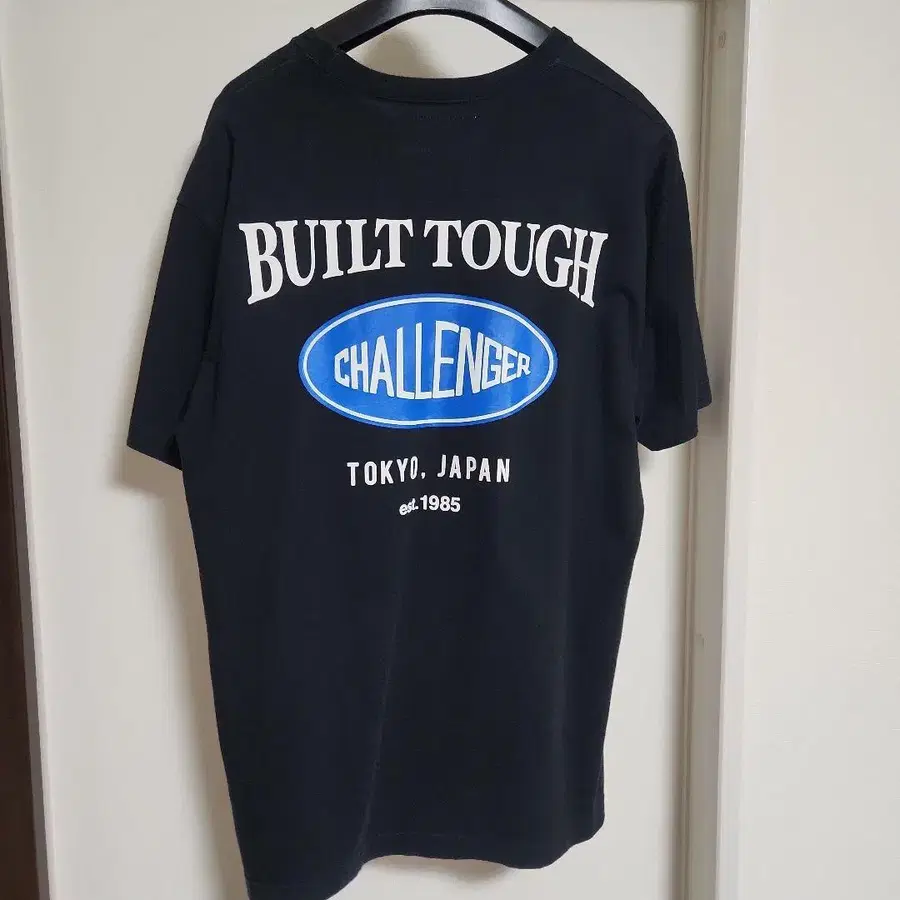 BUILT TOUGH
CHALLENGER
TOKYO, JAPAN
est. 1985